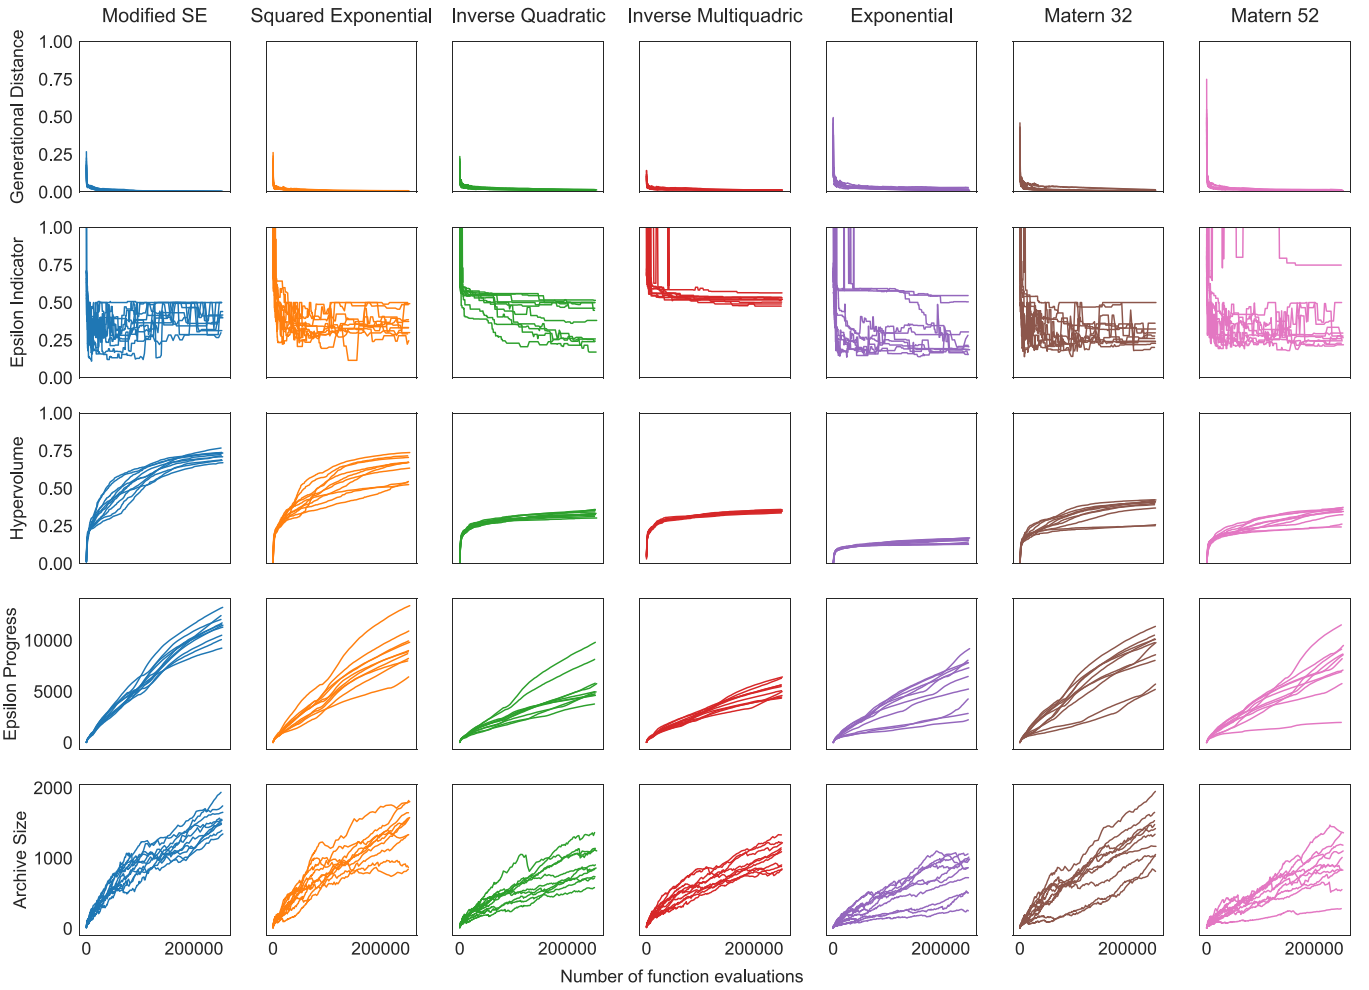 Modified SE Squared Exponential Inverse Quadratic Inverse Multiquadric Exponential Matern 32 Matern 52
Generational Distance
1.00
0.75
0.50
0.25
0.00
Epsilon Indicator
1.00
0.75
0.50
0.25
0.00
Hypervolume
1.00
0.75
0.50
0.25
0.00
Epsilon Progress
10000
5000
0
Archive Size
2000
1000
0
0 200000 0 200000 0 200000 0 200000 0 200000 0 200000 0 200000
Number of function evaluations